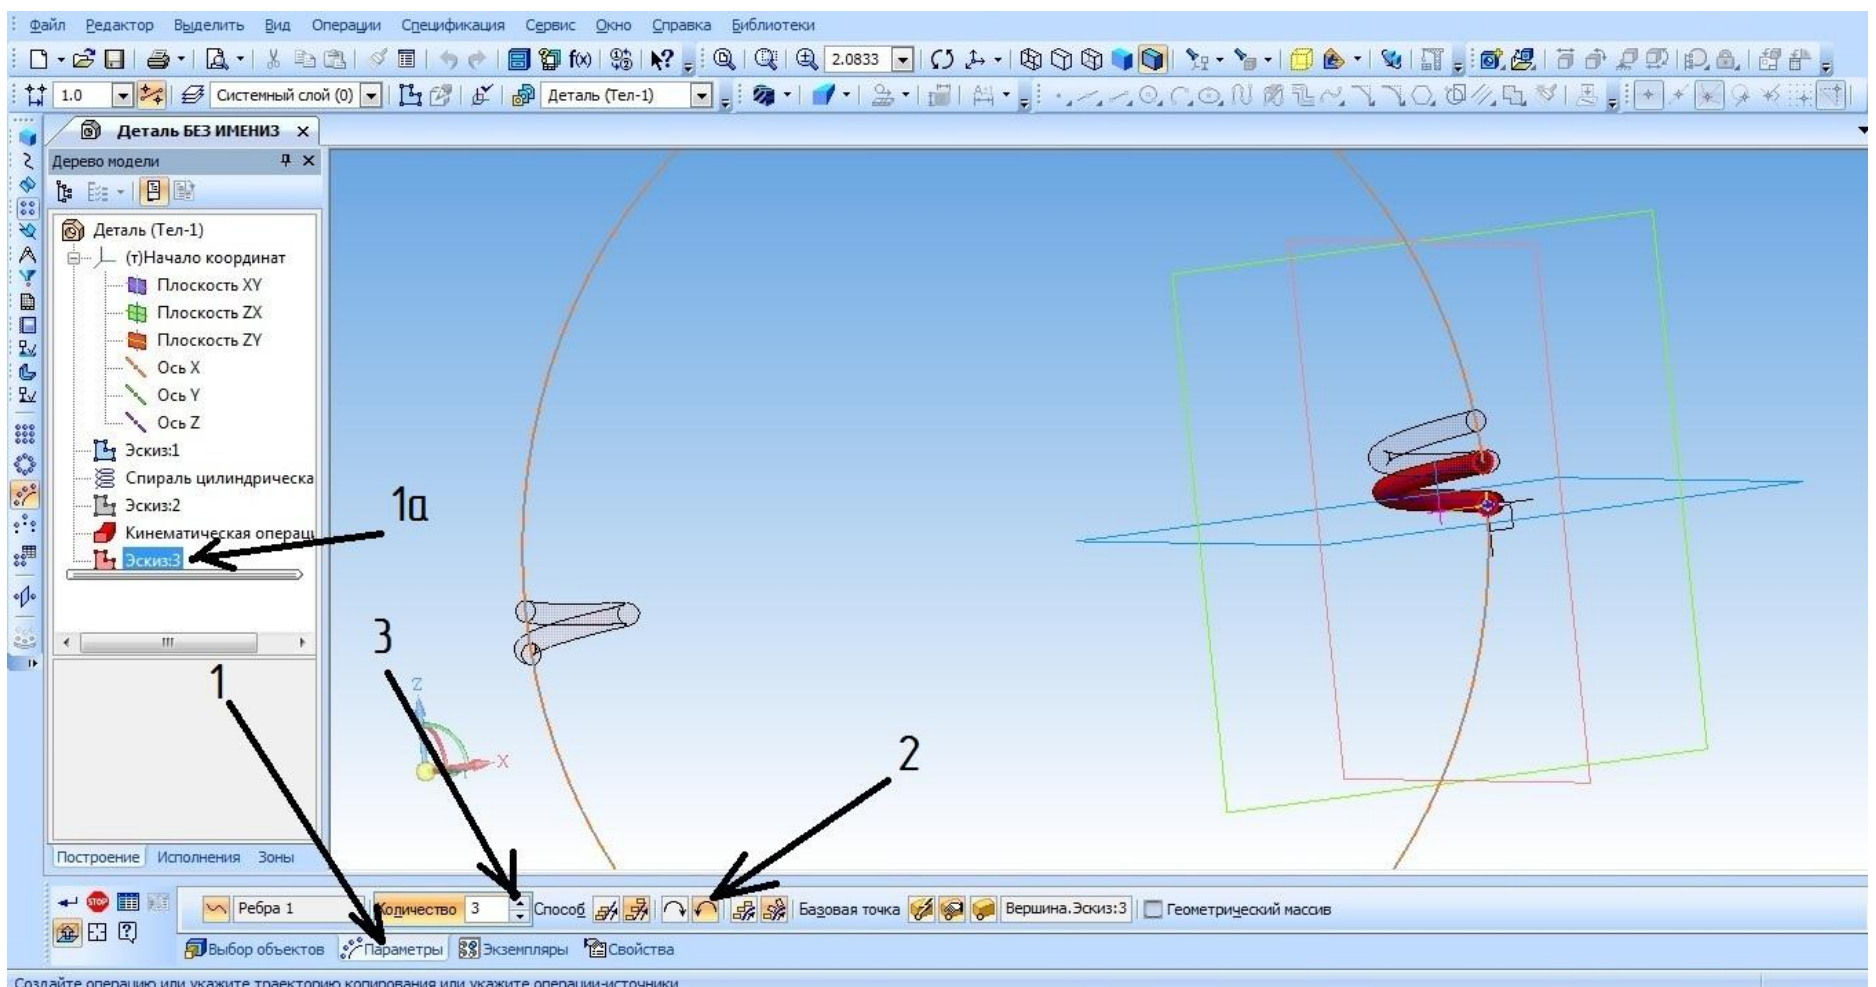 Файл Редактор Выделить Вид Операции Спецификация Сервис Окно Справка Библиотеки
f(x) 2.0833
1.0 Системный слой (0) Деталь (Тел-1)
Деталь БЕЗ ИМЕНИ3
Дерево модели
Деталь (Тел-1)
(т)Начало координат
Плоскость XY
Плоскость ZX
Плоскость ZY
Ось X
Ось Y
Ось Z
Эскиз:1
Спираль цилиндрическа
Эскиз:2
1а
Кинематическая операци
Эскиз:3
3
1
Z
X
2
Построение Исполнения Зоны
STOP Ребра 1 Количество 3 Способ Базовая точка Вершина.Эскиз:3 Геометрический массив
Выбор объектов Параметры Экземпляры Свойства
Создайте операцию или укажите траекторию копирования или укажите операции-источники